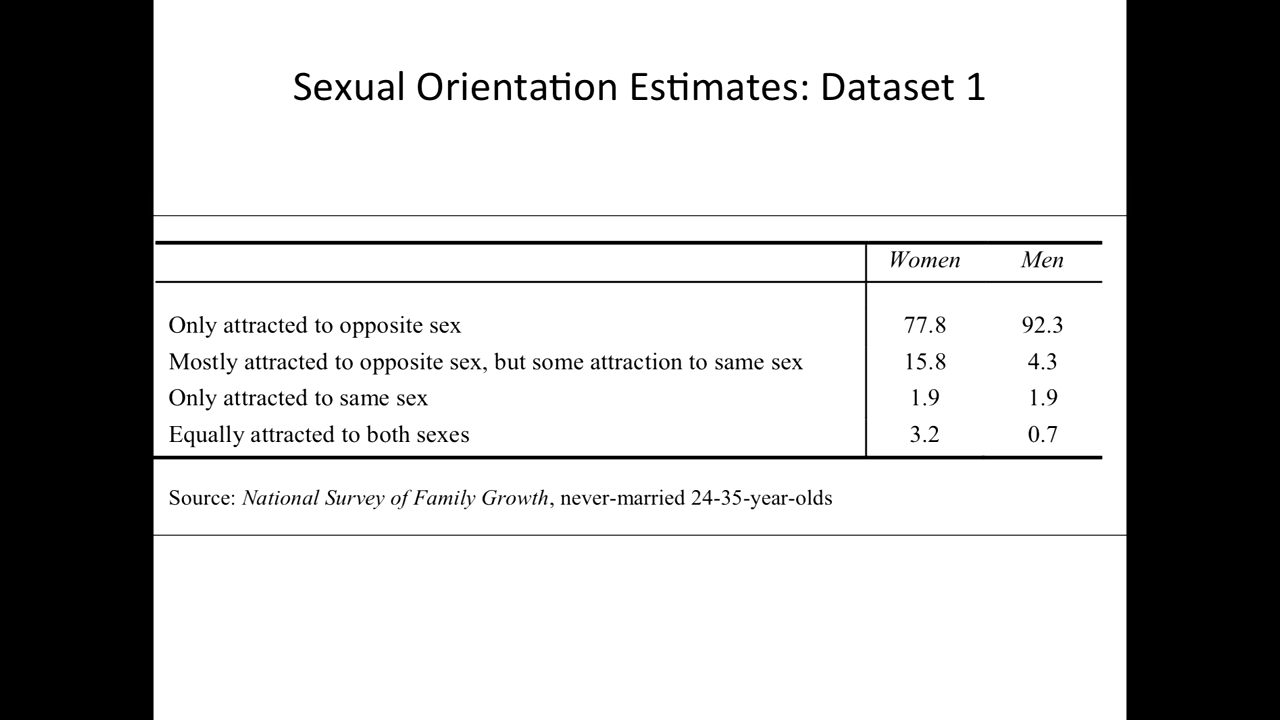 Sexual Orientation Estimates: Dataset 1
Women Men
Only attracted to opposite sex 77.8 92.3
Mostly attracted to opposite sex, but some attraction to same sex 15.8 4.3
Only attracted to same sex 1.9 1.9
Equally attracted to both sexes 3.2 0.7
Source: National Survey of Family Growth, never-married 24-35-year-olds